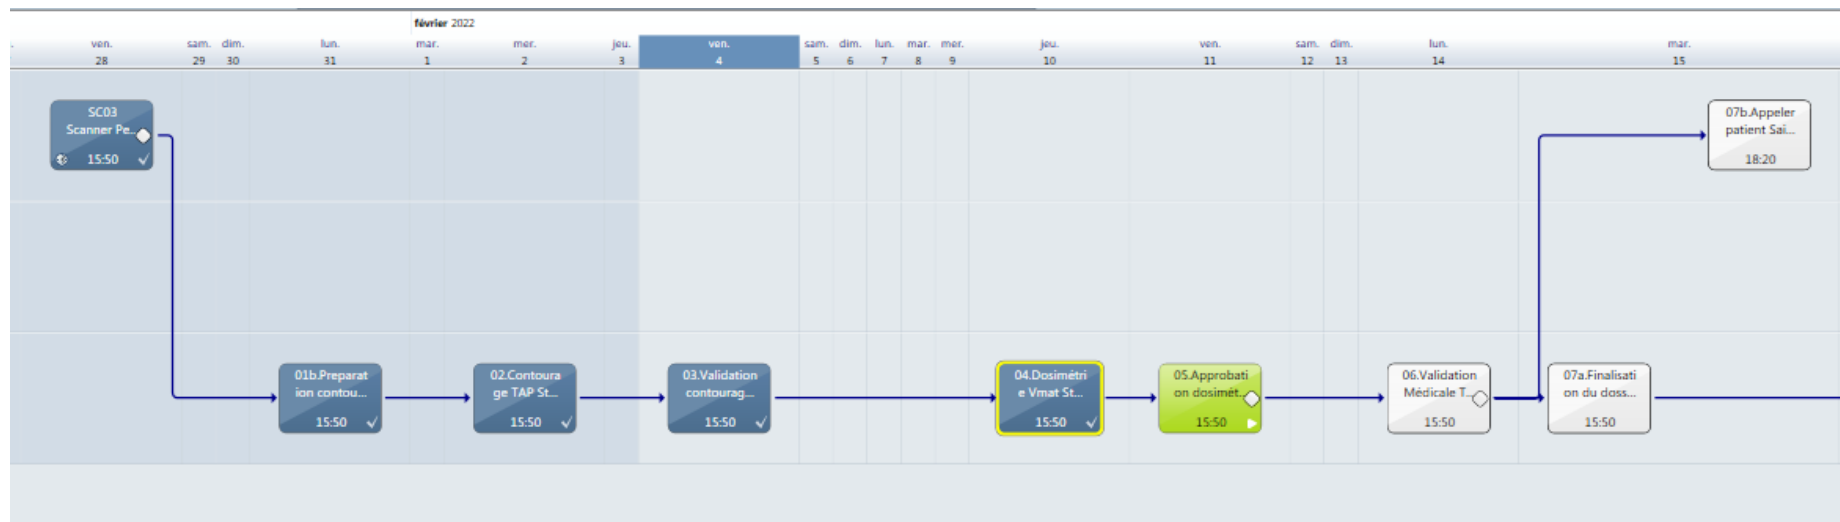 février 2022
ven. sam. dim. lun. mar. mer. jeu. ven. sam. dim. lun. mar. mer. jeu. ven. sam. dim. lun. mar.
28 29 30 31 1 2 3 4 5 6 7 8 9 10 11 12 13 14 15
SC03
Scanner Pe...
15:50
07b.Appeler
patient Sai...
18:20
01b.Preparat
ion contou...
15:50
02.Contoura
ge TAP St...
15:50
03.Validation
contourag...
15:50
04.Dosimétri
e Vmat St...
15:50
05.Approbati
on dosimét...
15:50
06.Validation
Médicale T...
15:50
07a.Finalisati
on du doss...
15:50